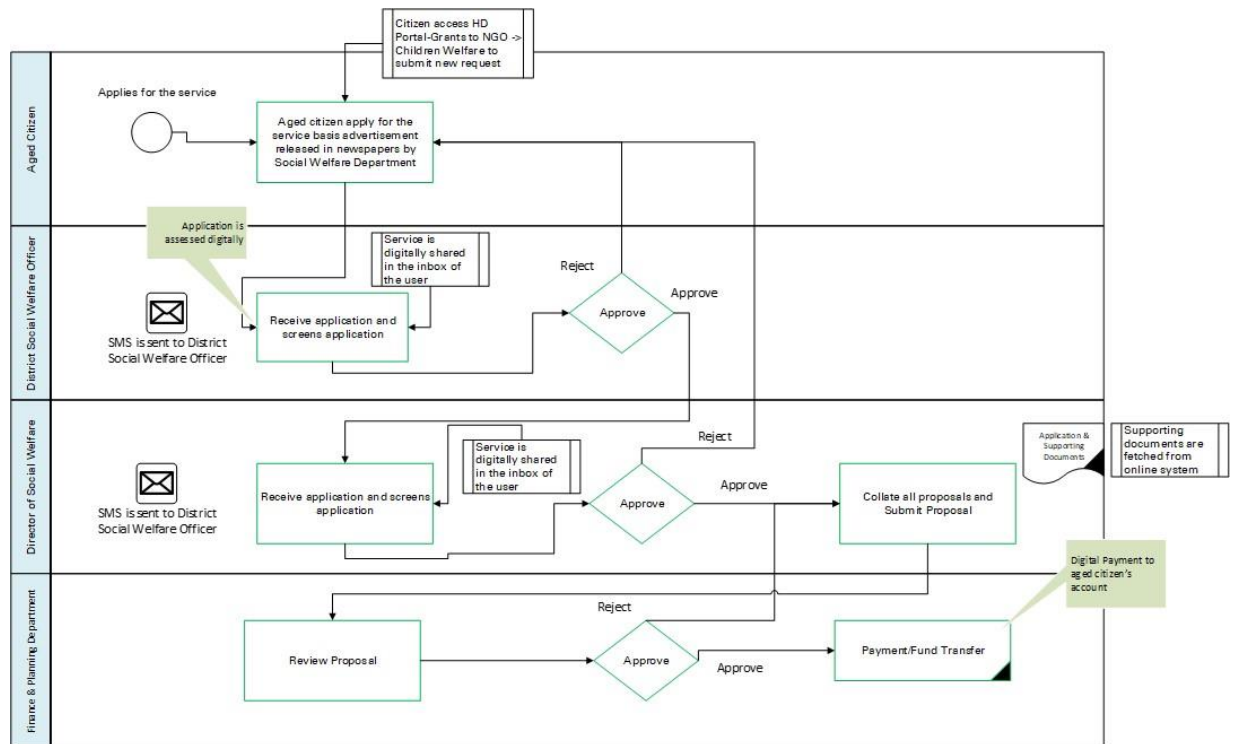 Citizen access HD
Portal-Grants to NGO ->
Children Welfare to
submit new request
Aged Citizen
Applies for the service
Aged citizen apply for the
service basis advertisement
released in newspapers by
Social Welfare Department
District Social Welfare Officer
Application is
assessed digitally
Service is
digitally shared
in the inbox of
the user
Reject
Approve
Approve
Receive application and
screens application
SMS is sent to District
Social Welfare Officer
Director of Social Welfare
Reject
Service is
digitally shared
in the inbox of
the user
Application &
Supporting
Documents
Supporting
documents are
fetched from
online system
SMS is sent to District
Social Welfare Officer
Receive application and screens
application
Approve
Approve
Collate all proposals and
Submit Proposal
Finance & Planning Department
Digital Payment to
aged citizen's
account
Reject
Review Proposal
Approve
Approve
Payment/Fund Transfer